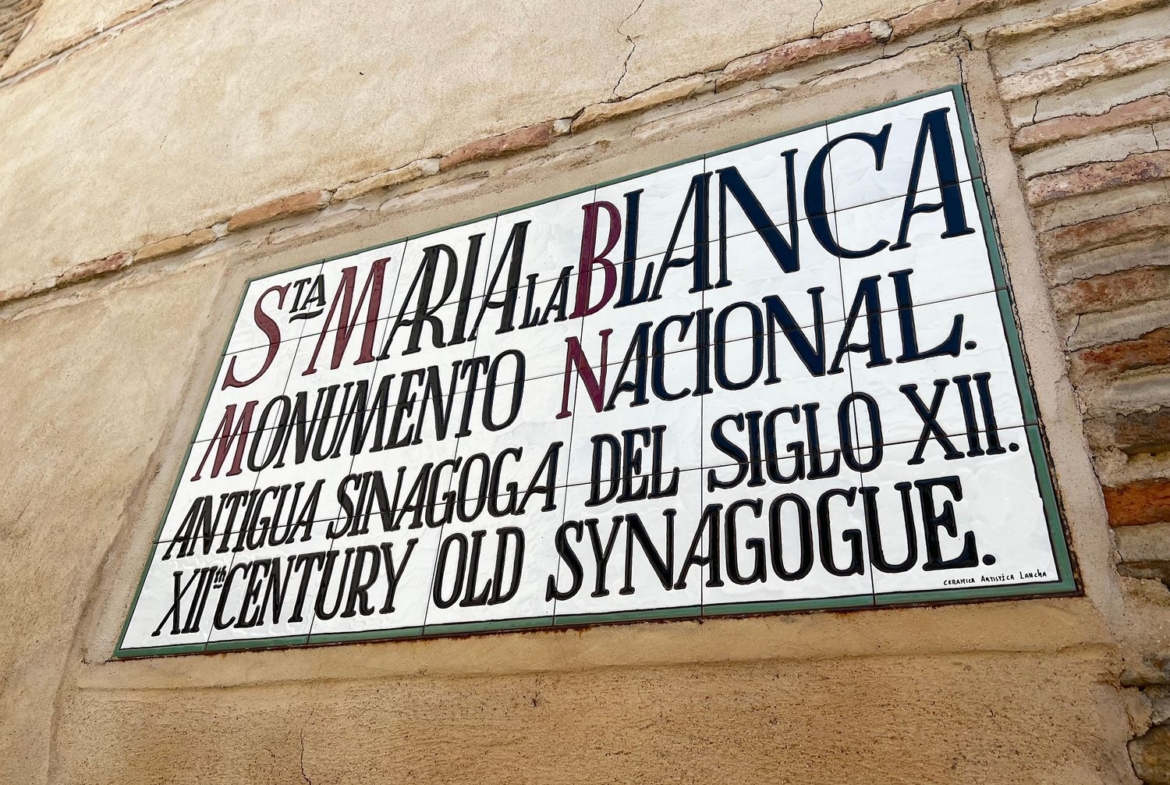 STA MARIA LA BLANCA
MONUMENTO NACIONAL.
ANTIGUA SINAGOGA DEL SIGLO XII.
XIIth CENTURY OLD SYNAGOGUE.
CERAMICA ARTISTICA LANCHA